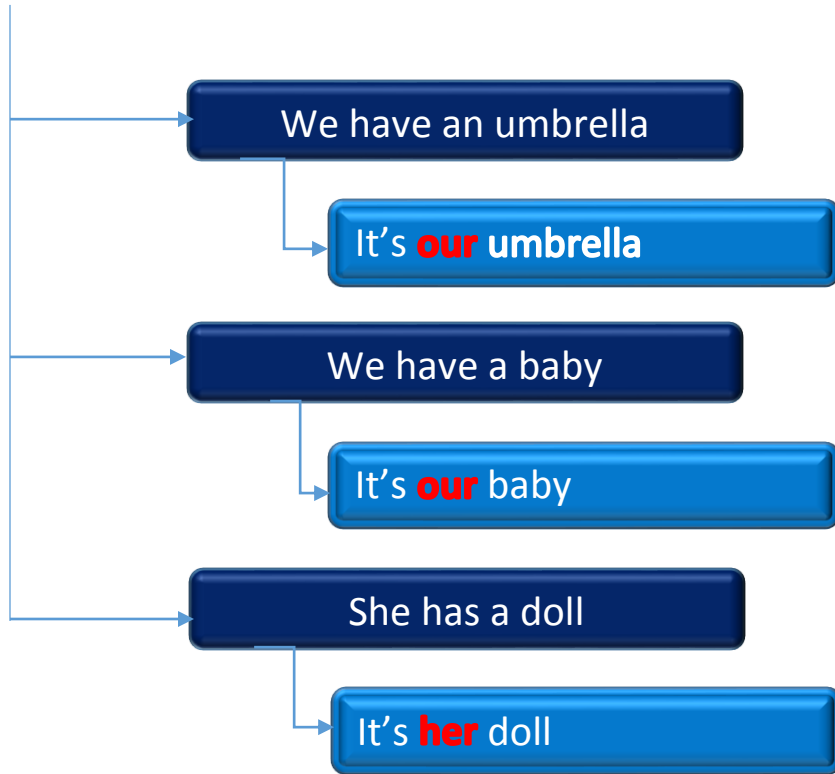 We have an umbrella
It’s our umbrella
We have a baby
It’s our baby
She has a doll
It’s her doll